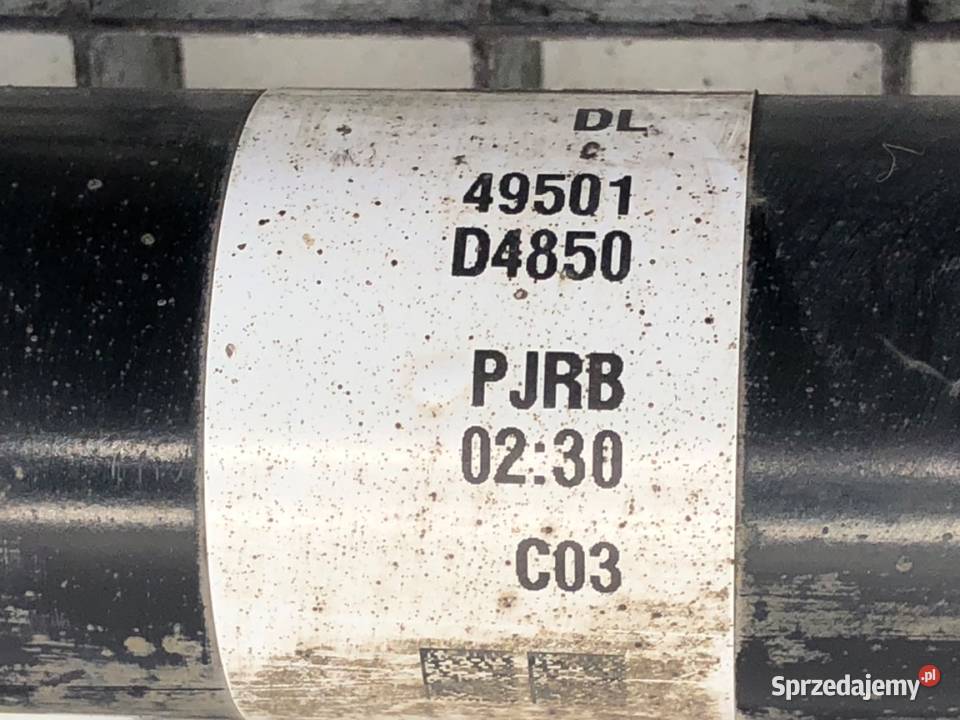 DL
C
49501
D4850
PJRB
02:30
C03
Sprzedajemy.pl